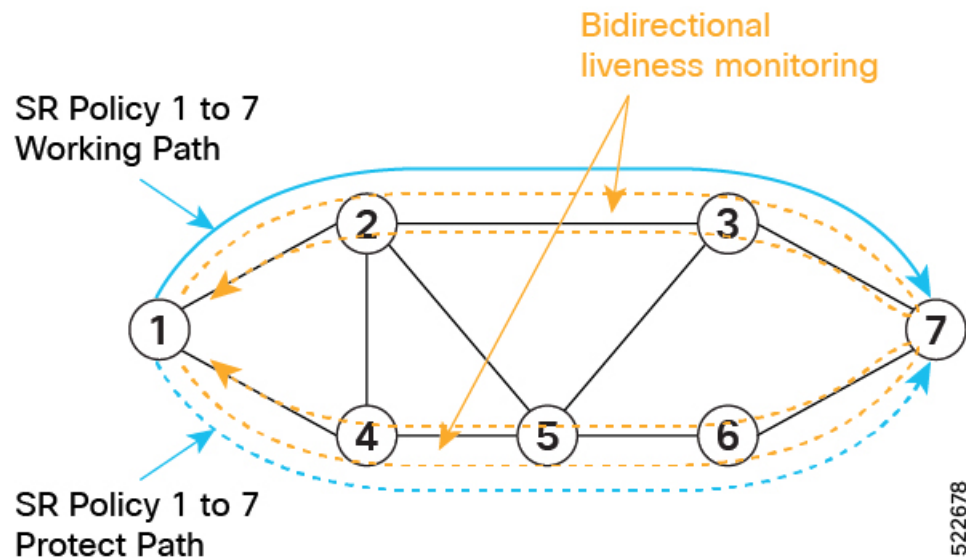 Bidirectional
liveness monitoring
SR Policy 1 to 7
Working Path
2
3
1
7
4
5
6
SR Policy 1 to 7
Protect Path
522678